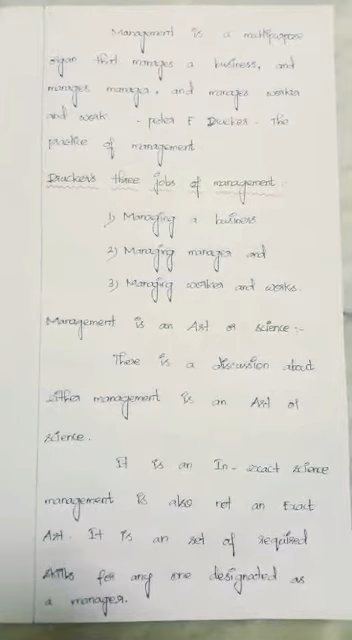 Management is a multipurpose
organ that manages a business, and
manages manager, and manages worker
and work - peter F Drucker - The
practice of management
Drucker's three jobs of management.
1) Managing a business
2) Managing manager and
3) Managing worker and works.
Management is an Art or science :-
There is a discussion about
either management is an Art or
science.
It is an In-exact science
management is also not an Exact
Art. It is an set of required
skills for any one designated as
a manager.